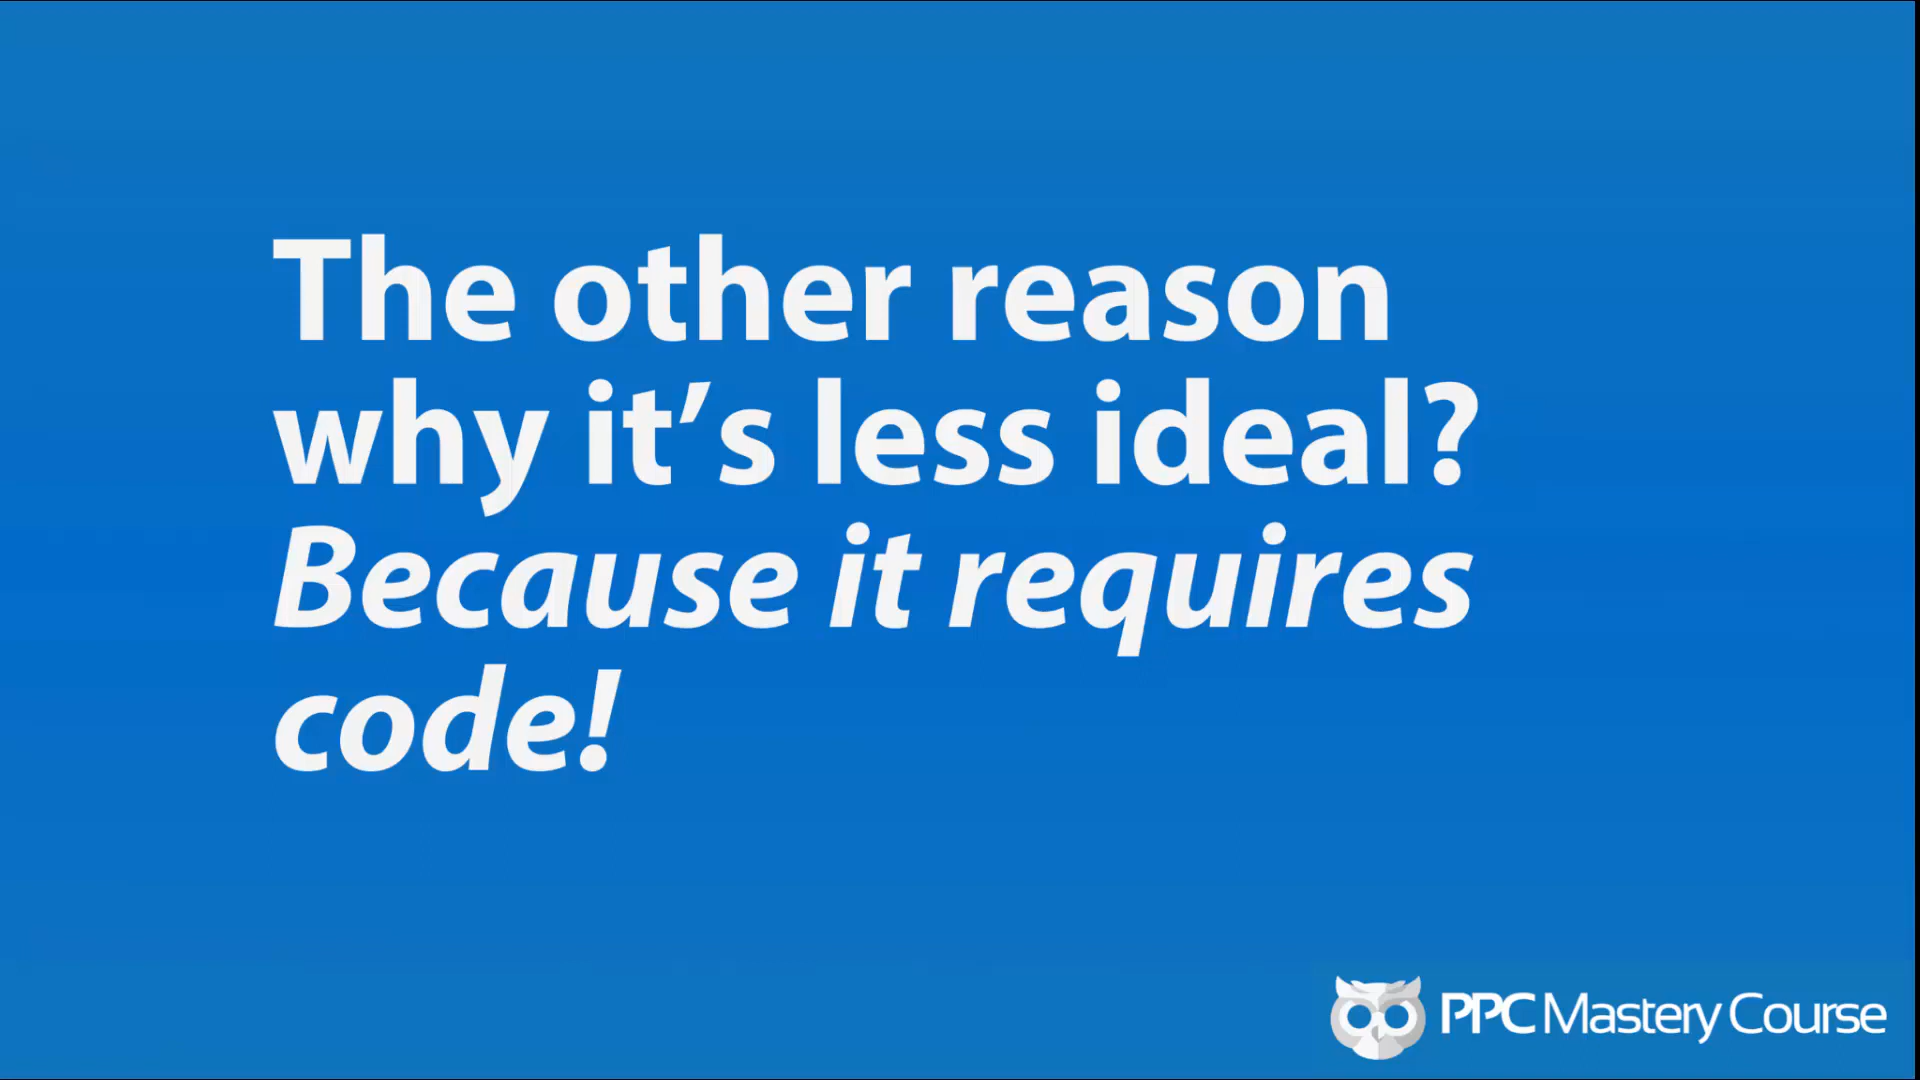 The other reason
why it’s less ideal?
Because it requires
code!
PPC Mastery Course